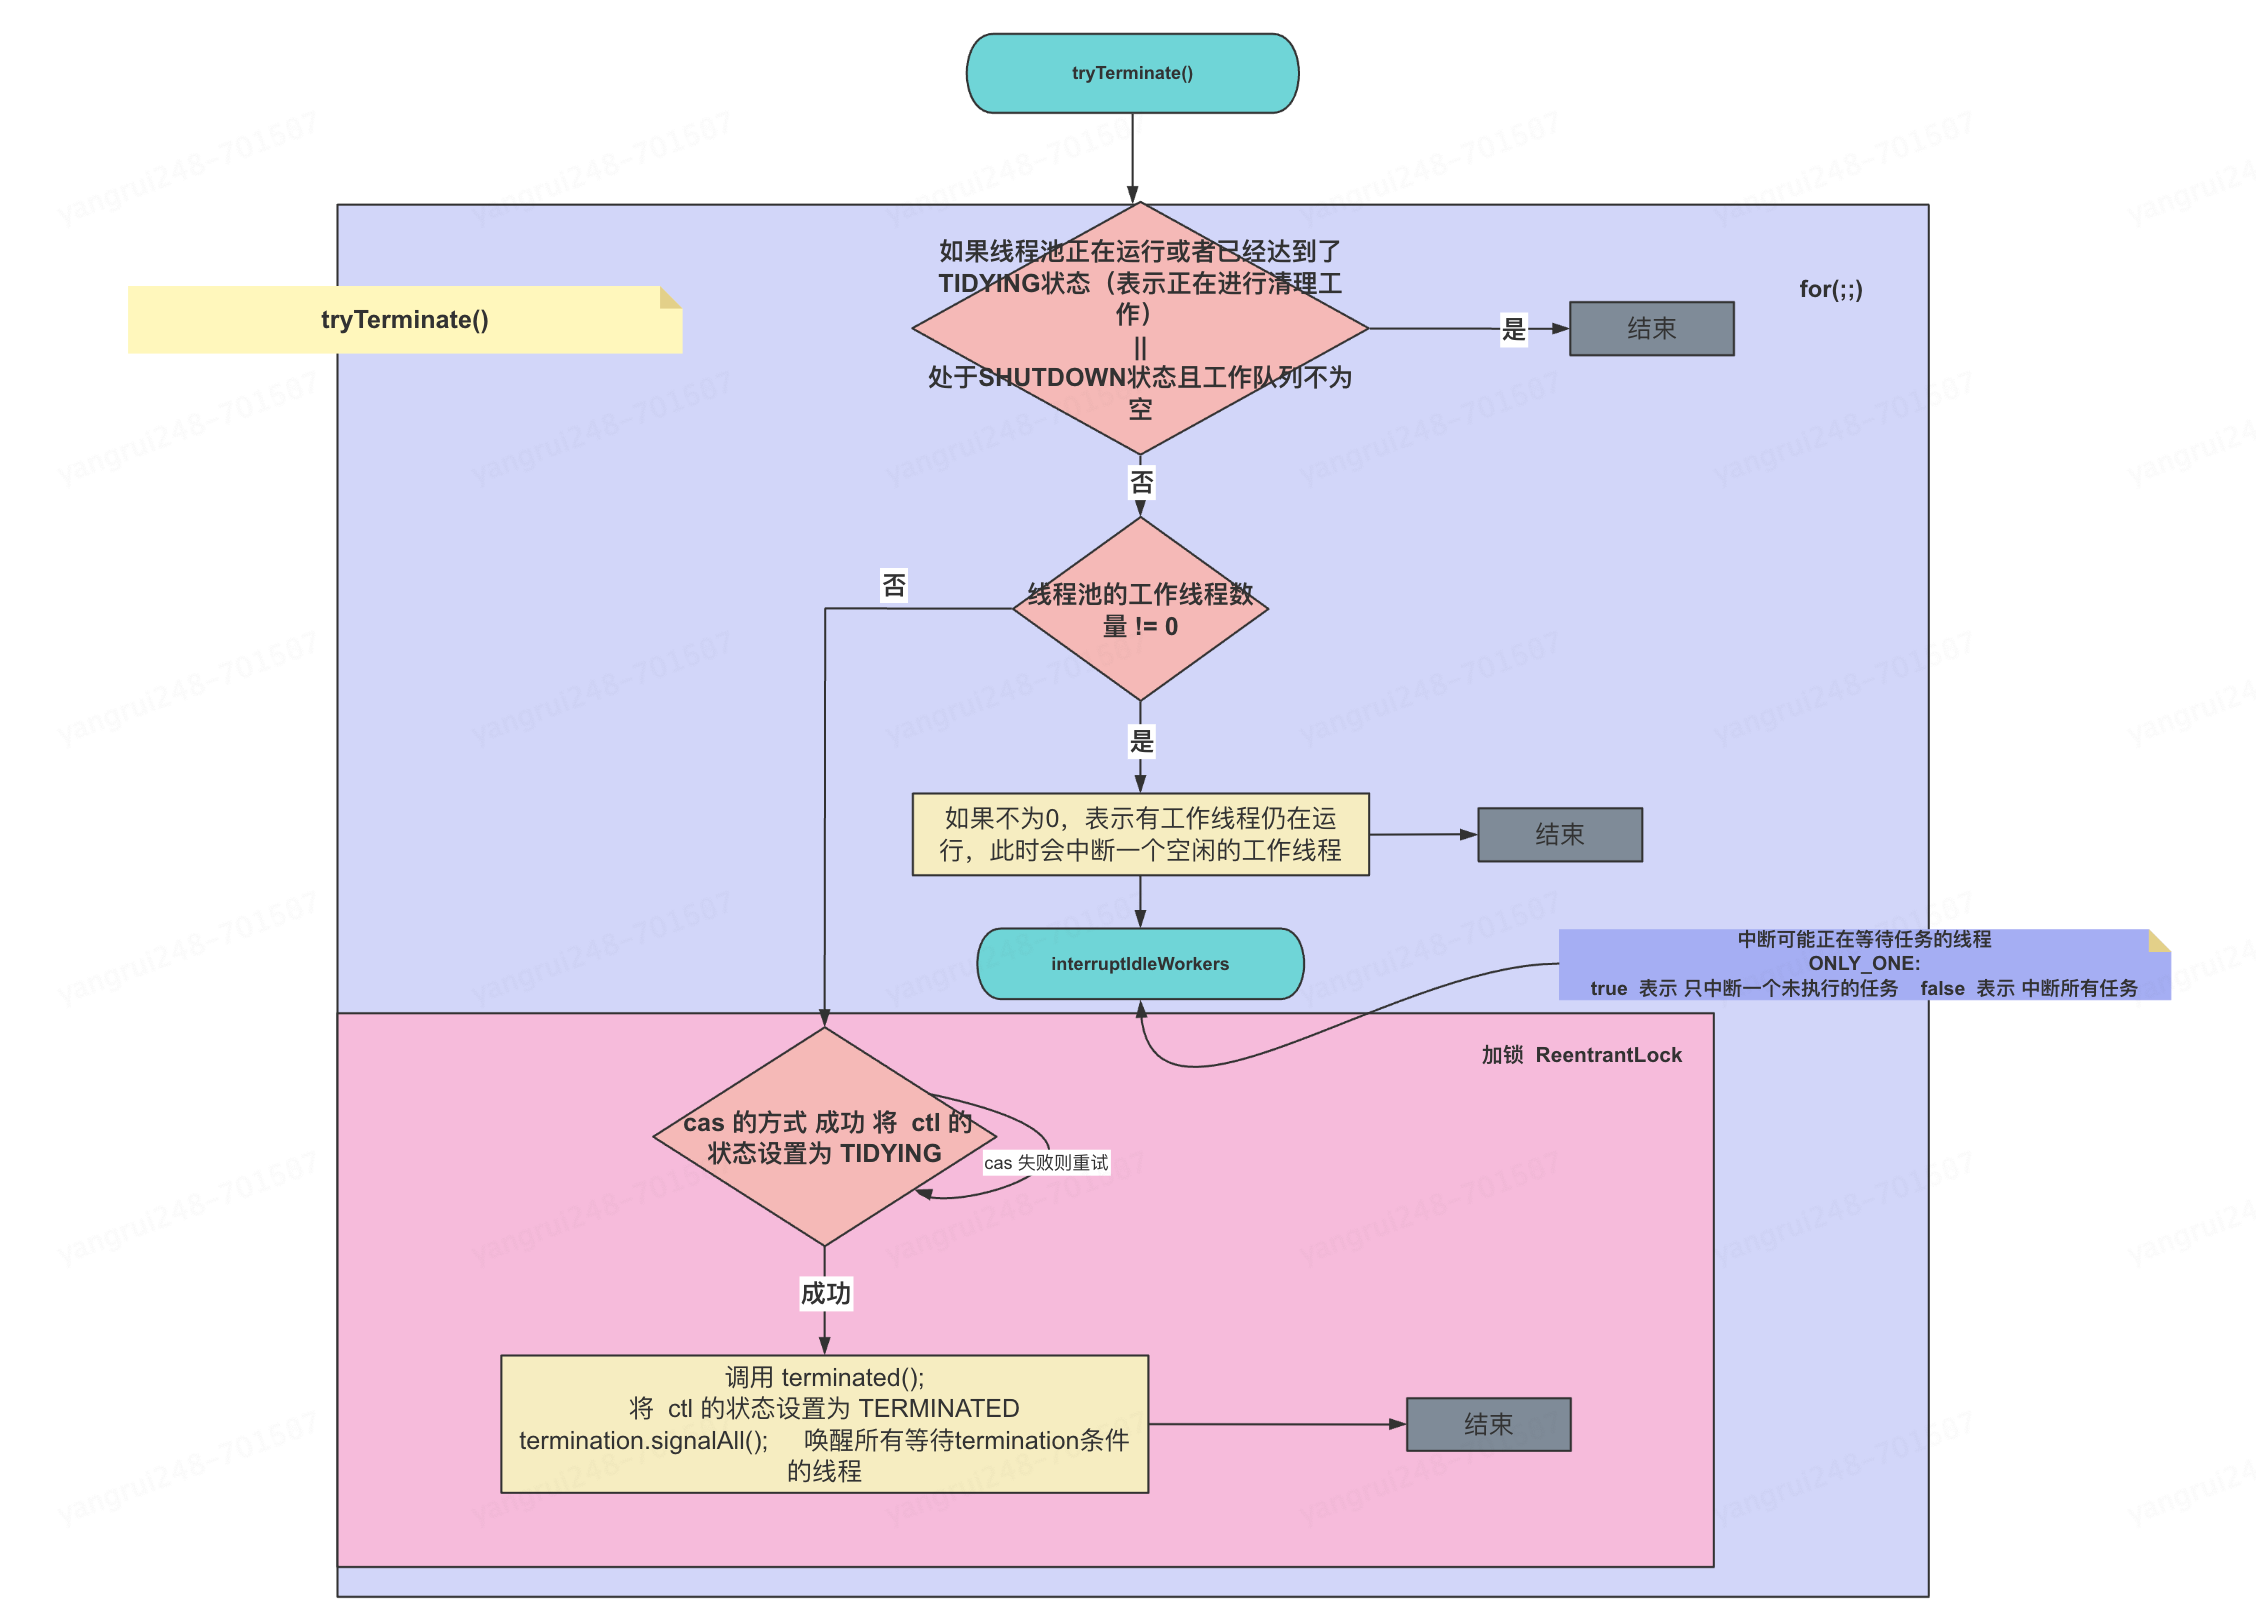 tryTerminate()
如果线程池正在运行或者已经达到了
TIDYING状态（表示正在进行清理工
作）
||
处于SHUTDOWN状态且工作队列不为
空
for(;;)
tryTerminate()
是
结束
否
否
线程池的工作线程数
量 != 0
是
如果不为0，表示有工作线程仍在运
行，此时会中断一个空闲的工作线程
结束
interruptIdleWorkers
中断可能正在等待任务的线程
ONLY_ONE:
true 表示 只中断一个未执行的任务 false 表示 中断所有任务
加锁 ReentrantLock
cas 的方式 成功 将 ctl 的
状态设置为 TIDYING
cas 失败则重试
成功
调用 terminated();
将 ctl 的状态设置为 TERMINATED
termination.signalAll(); 唤醒所有等待termination条件
的线程
结束
yangrui248-701507